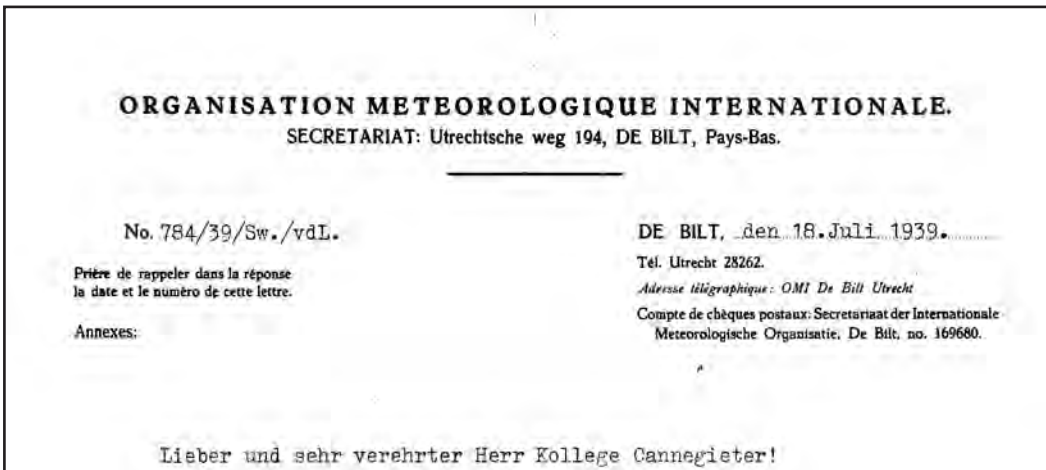 ORGANISATION METEOROLOGIQUE INTERNATIONALE.
SECRETARIAT: Utrechtsche weg 194, DE BILT, Pays-Bas.
No. 784/39/Sw./vdL.
Prière de rappeler dans la réponse
la date et le numéro de cette lettre.
Annexes:
DE BILT, den 18.Juli 1939.
Tél. Utrecht 28262.
Adresse télégraphique: OMI De Bilt Utrecht
Compte de chèques postaux: Secretariaat der Internationale
Meteorologische Organisatie, De Bilt, no. 169680.
Lieber und sehr verehrter Herr Kollege Cannegieter!